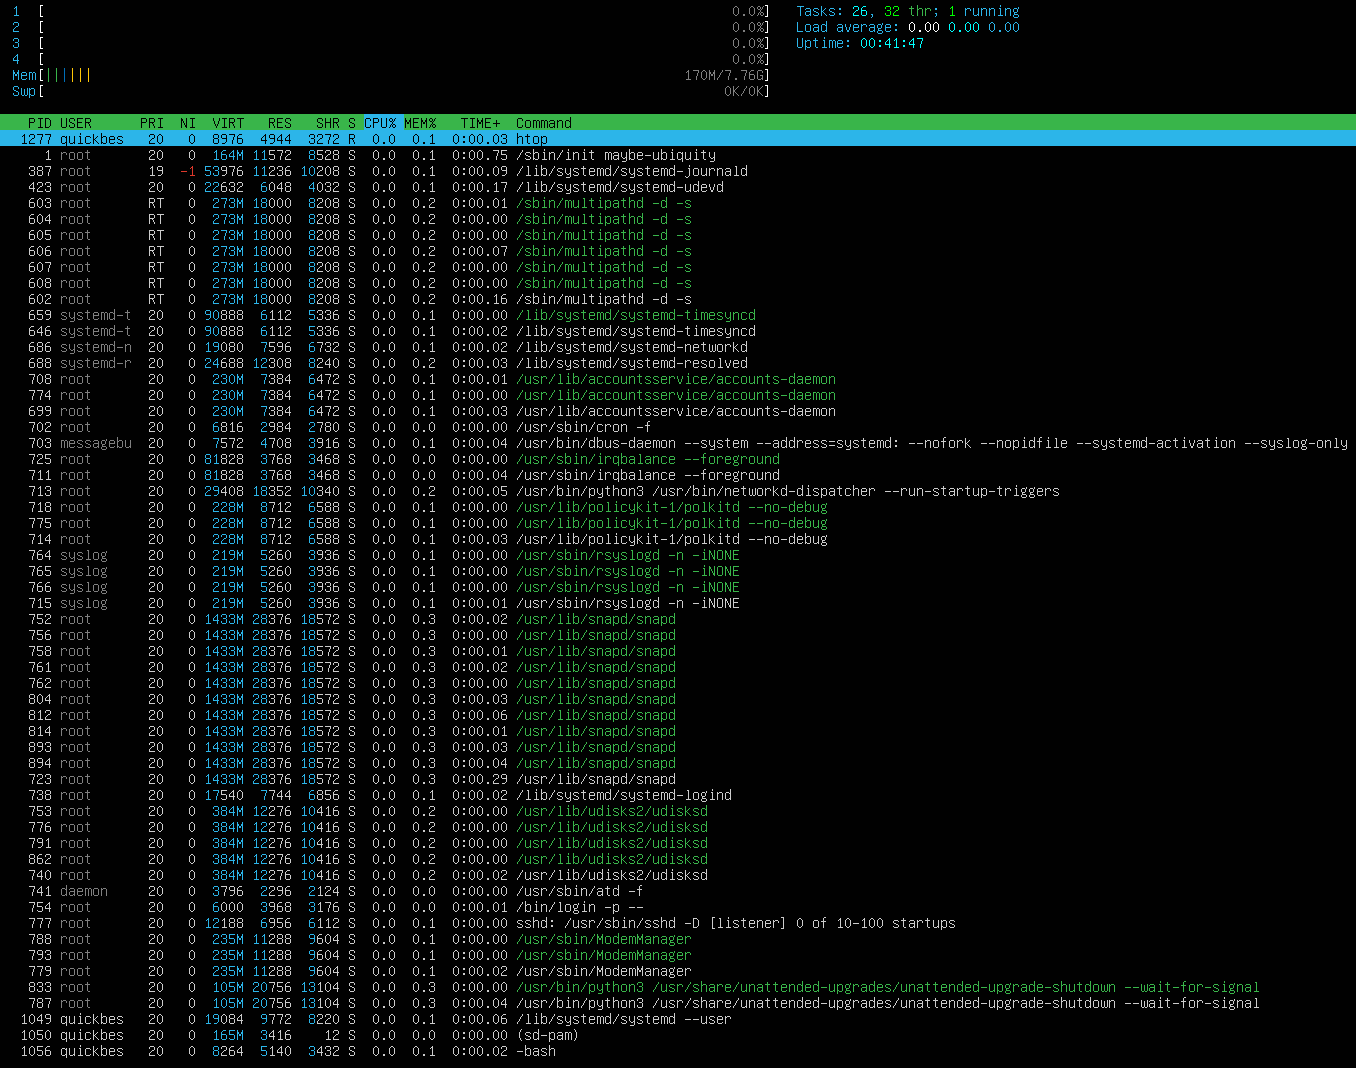 1 [ 0.0%] Tasks: 26, 32 thr; 1 running
2 [ 0.0%] Load average: 0.00 0.00 0.00
3 [ 0.0%] Uptime: 00:41:47
4 [ 0.0%]
Mem[|||||| 170M/7.76G]
Swp[ 0K/0K]
PID USER PRI NI VIRT RES SHR S CPU% MEM% TIME+ Command
1277 quickbes 20 0 8976 4944 3272 R 0.0 0.1 0:00.03 htop
1 root 20 0 164M 11572 8528 S 0.0 0.1 0:00.75 /sbin/init maybe-ubiquity
387 root 19 -1 53976 11236 10208 S 0.0 0.1 0:00.09 /lib/systemd/systemd-journald
423 root 20 0 22632 6048 4032 S 0.0 0.1 0:00.17 /lib/systemd/systemd-udevd
603 root RT 0 273M 18000 8208 S 0.0 0.2 0:00.01 /sbin/multipathd -d -s
604 root RT 0 273M 18000 8208 S 0.0 0.2 0:00.00 /sbin/multipathd -d -s
605 root RT 0 273M 18000 8208 S 0.0 0.2 0:00.00 /sbin/multipathd -d -s
606 root RT 0 273M 18000 8208 S 0.0 0.2 0:00.07 /sbin/multipathd -d -s
607 root RT 0 273M 18000 8208 S 0.0 0.2 0:00.00 /sbin/multipathd -d -s
608 root RT 0 273M 18000 8208 S 0.0 0.2 0:00.00 /sbin/multipathd -d -s
602 root RT 0 273M 18000 8208 S 0.0 0.2 0:00.16 /sbin/multipathd -d -s
659 systemd-t 20 0 90888 6112 5336 S 0.0 0.1 0:00.00 /lib/systemd/systemd-timesyncd
646 systemd-t 20 0 90888 6112 5336 S 0.0 0.1 0:00.02 /lib/systemd/systemd-timesyncd
686 systemd-n 20 0 19080 7596 6732 S 0.0 0.1 0:00.02 /lib/systemd/systemd-networkd
688 systemd-r 20 0 24688 12308 8240 S 0.0 0.2 0:00.03 /lib/systemd/systemd-resolved
708 root 20 0 230M 7384 6472 S 0.0 0.1 0:00.01 /usr/lib/accountsservice/accounts-daemon
774 root 20 0 230M 7384 6472 S 0.0 0.1 0:00.00 /usr/lib/accountsservice/accounts-daemon
699 root 20 0 230M 7384 6472 S 0.0 0.1 0:00.03 /usr/lib/accountsservice/accounts-daemon
702 root 20 0 6816 2984 2780 S 0.0 0.0 0:00.00 /usr/sbin/cron -f
703 messagebu 20 0 7572 4708 3916 S 0.0 0.1 0:00.04 /usr/bin/dbus-daemon --system --address=systemd: --nofork --nopidfile --systemd-activation --syslog-only
725 root 20 0 81828 3768 3468 S 0.0 0.0 0:00.00 /usr/sbin/irqbalance --foreground
711 root 20 0 81828 3768 3468 S 0.0 0.0 0:00.04 /usr/sbin/irqbalance --foreground
713 root 20 0 29408 18352 10340 S 0.0 0.2 0:00.05 /usr/bin/python3 /usr/bin/networkd-dispatcher --run-startup-triggers
718 root 20 0 228M 8712 6588 S 0.0 0.1 0:00.00 /usr/lib/policykit-1/polkitd --no-debug
775 root 20 0 228M 8712 6588 S 0.0 0.1 0:00.00 /usr/lib/policykit-1/polkitd --no-debug
714 root 20 0 228M 8712 6588 S 0.0 0.1 0:00.03 /usr/lib/policykit-1/polkitd --no-debug
764 syslog 20 0 219M 5260 3936 S 0.0 0.1 0:00.00 /usr/sbin/rsyslogd -n -iNONE
765 syslog 20 0 219M 5260 3936 S 0.0 0.1 0:00.00 /usr/sbin/rsyslogd -n -iNONE
766 syslog 20 0 219M 5260 3936 S 0.0 0.1 0:00.00 /usr/sbin/rsyslogd -n -iNONE
715 syslog 20 0 219M 5260 3936 S 0.0 0.1 0:00.01 /usr/sbin/rsyslogd -n -iNONE
752 root 20 0 1433M 28376 18572 S 0.0 0.3 0:00.02 /usr/lib/snapd/snapd
756 root 20 0 1433M 28376 18572 S 0.0 0.3 0:00.00 /usr/lib/snapd/snapd
758 root 20 0 1433M 28376 18572 S 0.0 0.3 0:00.01 /usr/lib/snapd/snapd
761 root 20 0 1433M 28376 18572 S 0.0 0.3 0:00.02 /usr/lib/snapd/snapd
762 root 20 0 1433M 28376 18572 S 0.0 0.3 0:00.00 /usr/lib/snapd/snapd
804 root 20 0 1433M 28376 18572 S 0.0 0.3 0:00.03 /usr/lib/snapd/snapd
812 root 20 0 1433M 28376 18572 S 0.0 0.3 0:00.06 /usr/lib/snapd/snapd
814 root 20 0 1433M 28376 18572 S 0.0 0.3 0:00.01 /usr/lib/snapd/snapd
893 root 20 0 1433M 28376 18572 S 0.0 0.3 0:00.03 /usr/lib/snapd/snapd
894 root 20 0 1433M 28376 18572 S 0.0 0.3 0:00.04 /usr/lib/snapd/snapd
723 root 20 0 1433M 28376 18572 S 0.0 0.3 0:00.29 /usr/lib/snapd/snapd
738 root 20 0 17540 7744 6856 S 0.0 0.1 0:00.02 /lib/systemd/systemd-logind
753 root 20 0 384M 12276 10416 S 0.0 0.2 0:00.00 /usr/lib/udisks2/udisksd
776 root 20 0 384M 12276 10416 S 0.0 0.2 0:00.00 /usr/lib/udisks2/udisksd
791 root 20 0 384M 12276 10416 S 0.0 0.2 0:00.00 /usr/lib/udisks2/udisksd
862 root 20 0 384M 12276 10416 S 0.0 0.2 0:00.00 /usr/lib/udisks2/udisksd
740 root 20 0 384M 12276 10416 S 0.0 0.2 0:00.02 /usr/lib/udisks2/udisksd
741 daemon 20 0 3796 2296 2124 S 0.0 0.0 0:00.00 /usr/sbin/atd -f
754 root 20 0 6000 3968 3176 S 0.0 0.0 0:00.01 /bin/login -p --
777 root 20 0 12188 6956 6112 S 0.0 0.1 0:00.00 sshd: /usr/sbin/sshd -D [listener] 0 of 10-100 startups
788 root 20 0 235M 11288 9604 S 0.0 0.1 0:00.00 /usr/sbin/ModemManager
793 root 20 0 235M 11288 9604 S 0.0 0.1 0:00.00 /usr/sbin/ModemManager
779 root 20 0 235M 11288 9604 S 0.0 0.1 0:00.02 /usr/sbin/ModemManager
833 root 20 0 105M 20756 13104 S 0.0 0.3 0:00.00 /usr/bin/python3 /usr/share/unattended-upgrades/unattended-upgrade-shutdown --wait-for-signal
787 root 20 0 105M 20756 13104 S 0.0 0.3 0:00.04 /usr/bin/python3 /usr/share/unattended-upgrades/unattended-upgrade-shutdown --wait-for-signal
1049 quickbes 20 0 19084 9772 8220 S 0.0 0.1 0:00.06 /lib/systemd/systemd --user
1050 quickbes 20 0 165M 3416 12 S 0.0 0.0 0:00.00 (sd-pam)
1056 quickbes 20 0 8264 5140 3432 S 0.0 0.1 0:00.02 -bash